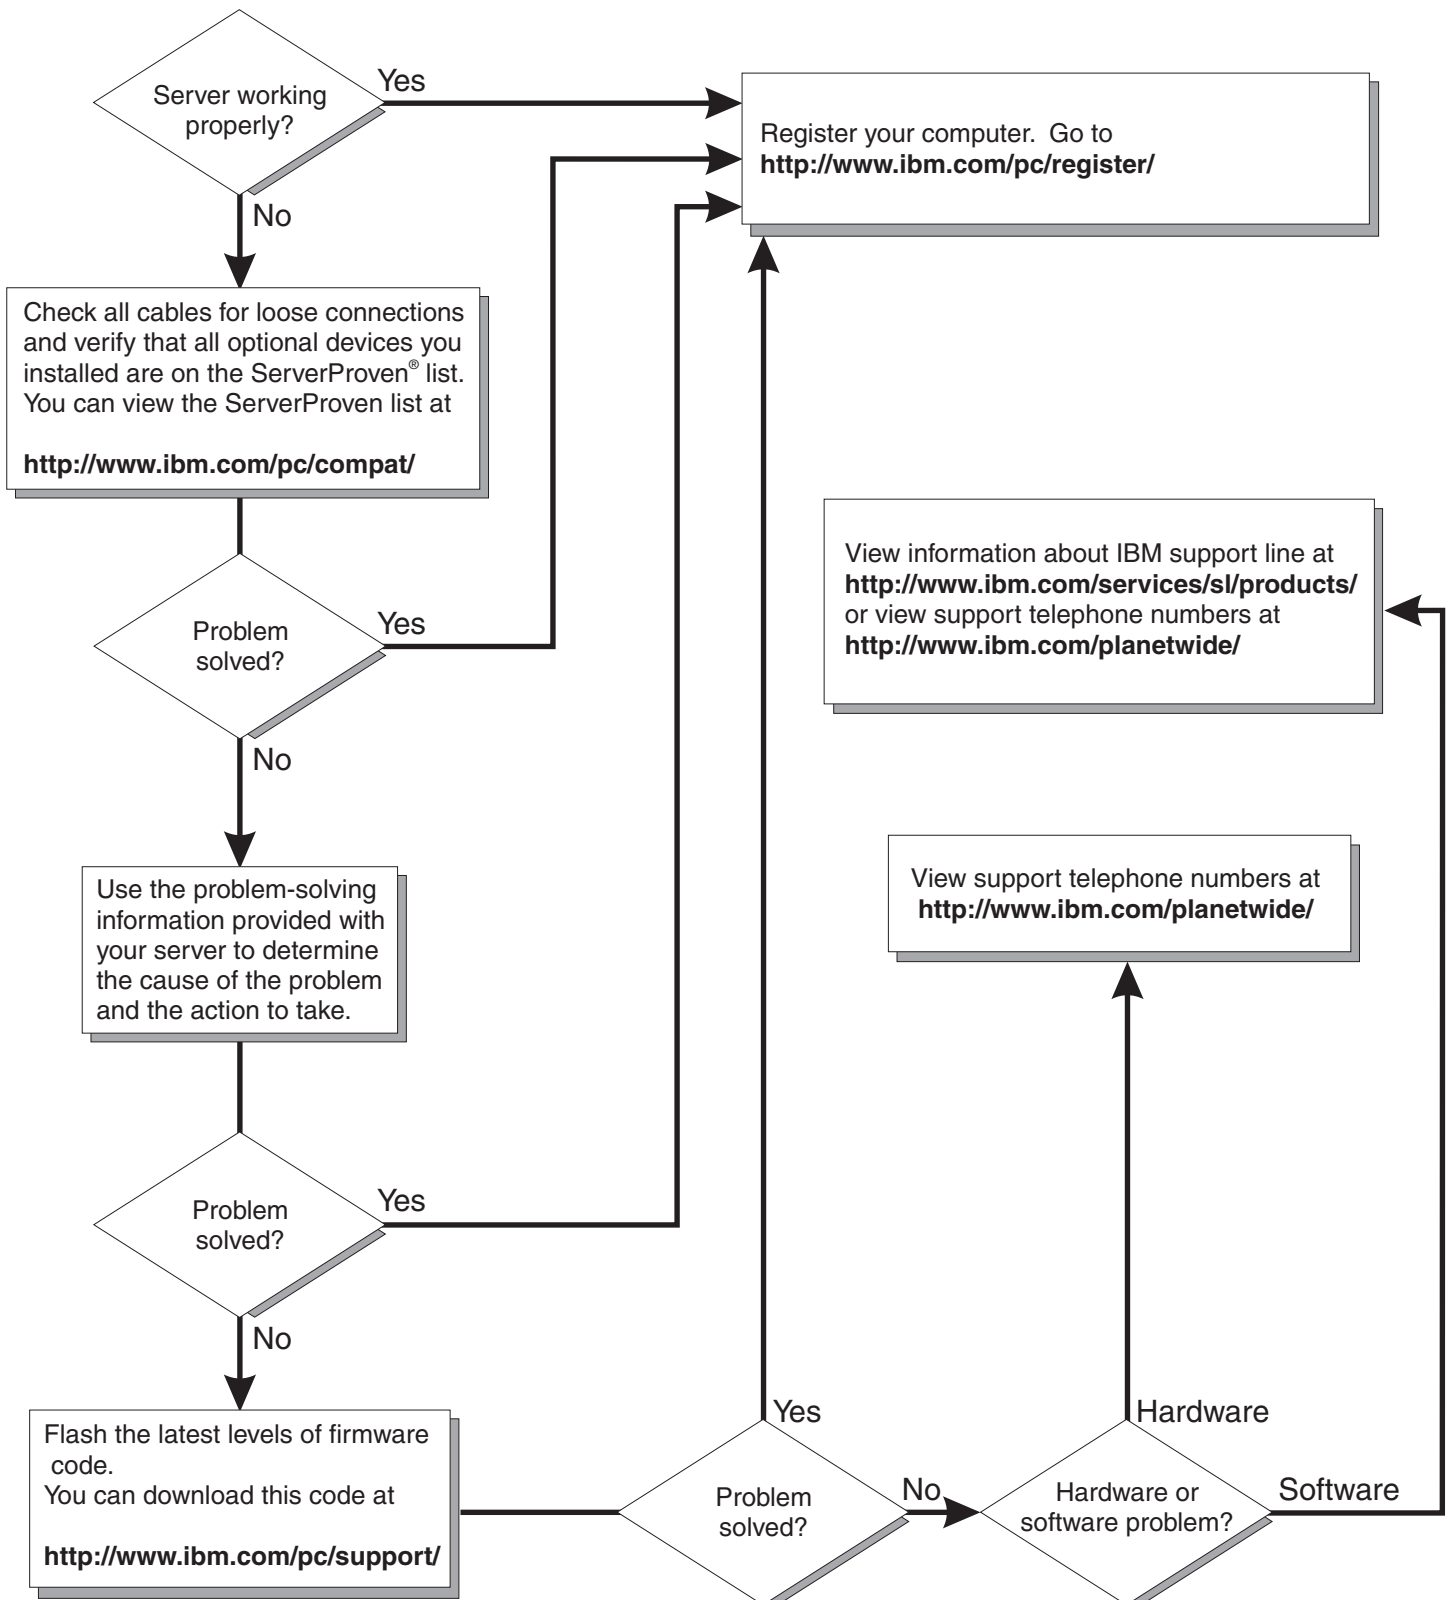 Server working
properly?
Yes
No
Register your computer. Go to
http://www.ibm.com/pc/register/
Check all cables for loose connections
and verify that all optional devices you
installed are on the ServerProven® list.
You can view the ServerProven list at
http://www.ibm.com/pc/compat/
Problem
solved?
Yes
No
View information about IBM support line at
http://www.ibm.com/services/sl/products/
or view support telephone numbers at
http://www.ibm.com/planetwide/
Use the problem-solving
information provided with
your server to determine
the cause of the problem
and the action to take.
View support telephone numbers at
http://www.ibm.com/planetwide/
Problem
solved?
Yes
No
Flash the latest levels of firmware
code.
You can download this code at
http://www.ibm.com/pc/support/
Problem
solved?
Yes
No
Hardware or
software problem?
Hardware
Software